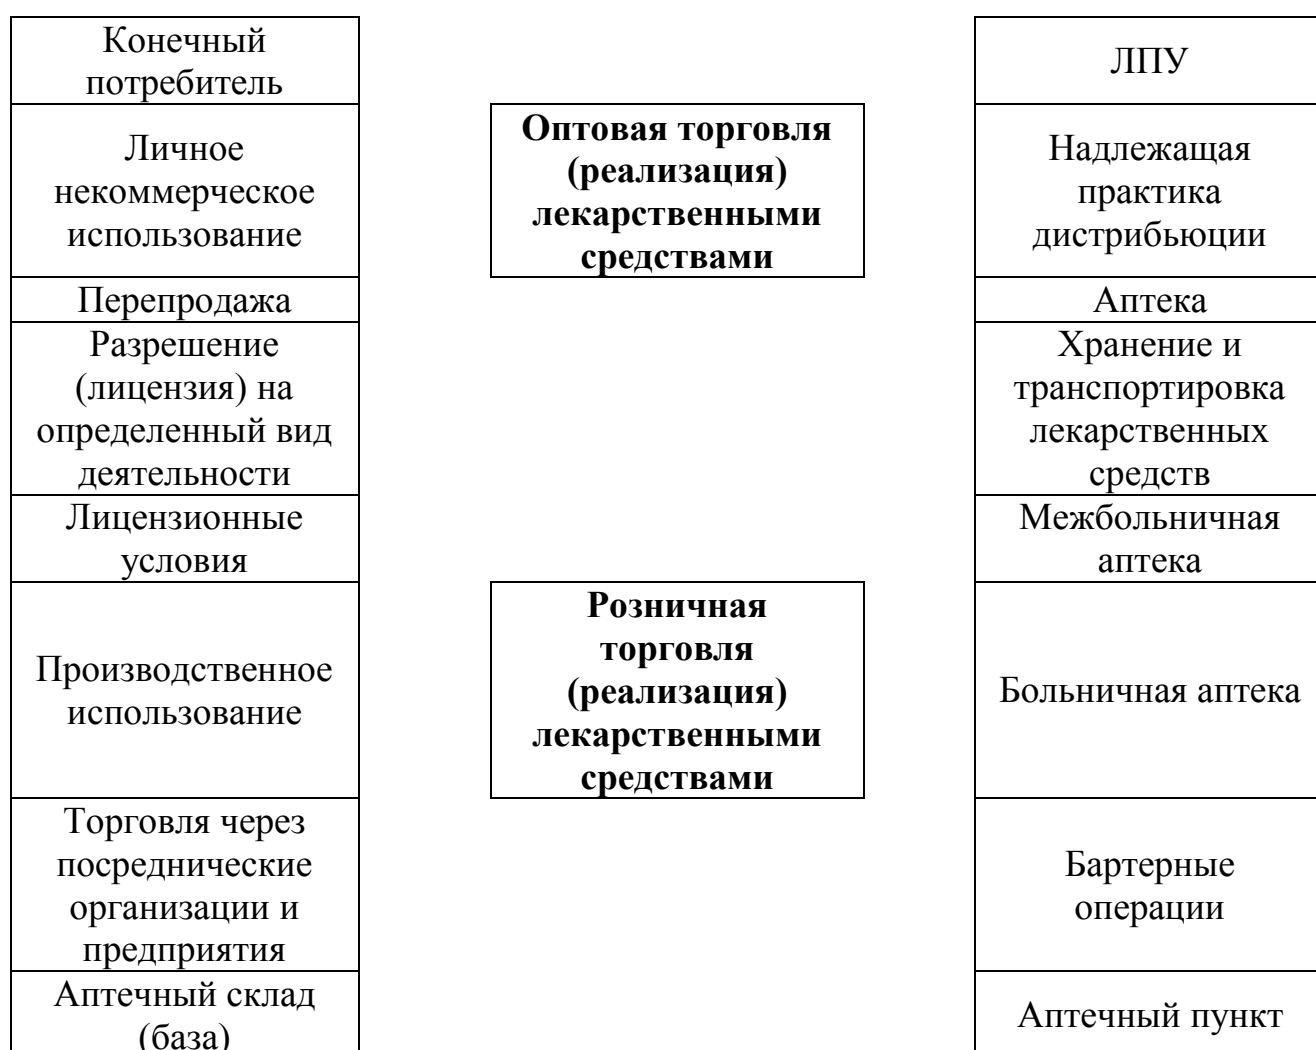 Конечный
потребитель
Личное
некоммерческое
использование
Перепродажа
Разрешение
(лицензия) на
определенный вид
деятельности
Лицензионные
условия
Производственное
использование
Торговля через
посреднические
организации и
предприятия
Аптечный склад
(база)
Оптовая торговля
(реализация)
лекарственными
средствами
Розничная
торговля
(реализация)
лекарственными
средствами
ЛПУ
Надлежащая
практика
дистрибьюции
Аптека
Хранение и
транспортировка
лекарственных
средств
Межбольничная
аптека
Больничная аптека
Бартерные
операции
Аптечный пункт